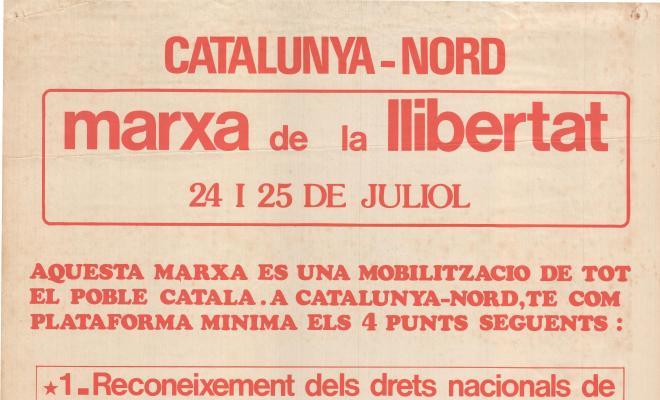 CATALUNYA-NORD
marxa de la llibertat
24 I 25 DE JULIOL
AQUESTA MARXA ES UNA MOBILITZACIO DE TOT
EL POBLE CATALA.A CATALUNYA-NORD,TE COM
PLATAFORMA MINIMA ELS 4 PUNTS SEGUENTS :
★1-Reconeixement dels drets nacionals de